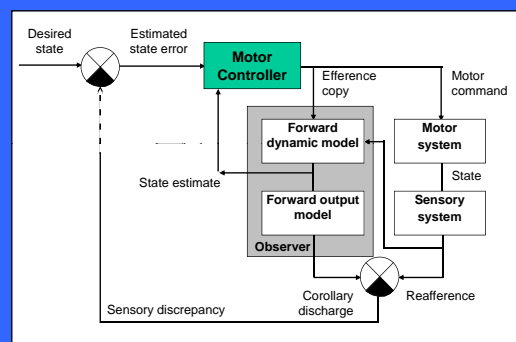 Desired
state
Estimated
state error
Motor
Controller
Efference
copy
Motor
command
Forward
dynamic model
Motor
system
State estimate
State
Forward output
model
Sensory
system
Observer
Sensory discrepancy
Corollary
discharge
Reafference